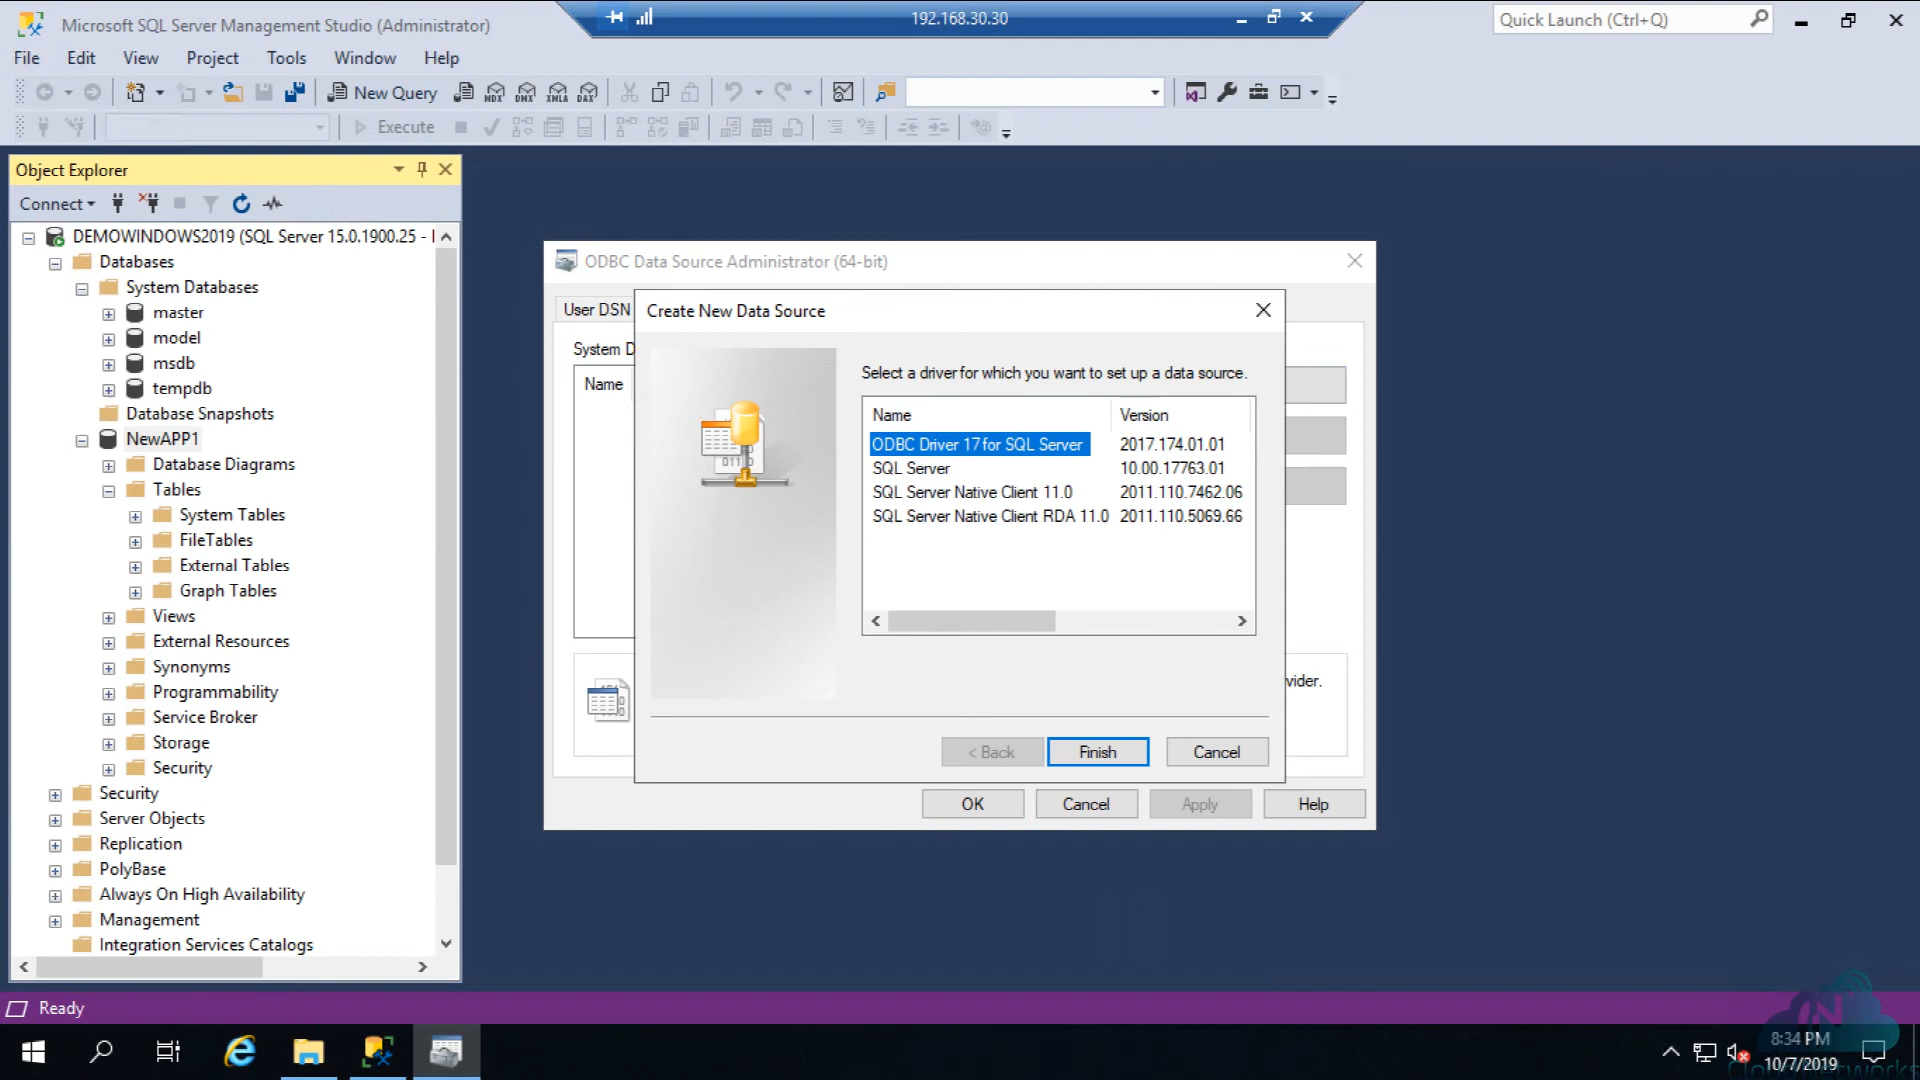 Microsoft SQL Server Management Studio (Administrator)
192.168.30.30
Quick Launch (Ctrl+Q)
File Edit View Project Tools Window Help
New Query
MDX DMX XMLA DAX
Execute
Object Explorer
Connect
DEMOWINDOWS2019 (SQL Server 15.0.1900.25 -
Databases
System Databases
master
model
msdb
tempdb
Database Snapshots
NewAPP1
Database Diagrams
Tables
System Tables
FileTables
External Tables
Graph Tables
Views
External Resources
Synonyms
Programmability
Service Broker
Storage
Security
Security
Server Objects
Replication
PolyBase
Always On High Availability
Management
Integration Services Catalogs
ODBC Data Source Administrator (64-bit)
User DSN
System D
Name
vider.
OK Cancel Apply Help
Create New Data Source
Select a driver for which you want to set up a data source.
Name Version
ODBC Driver 17 for SQL Server 2017.174.01.01
SQL Server 10.00.17763.01
SQL Server Native Client 11.0 2011.110.7462.06
SQL Server Native Client RDA 11.0 2011.110.5069.66
< Back Finish Cancel
Ready
8:34 PM
10/7/2019